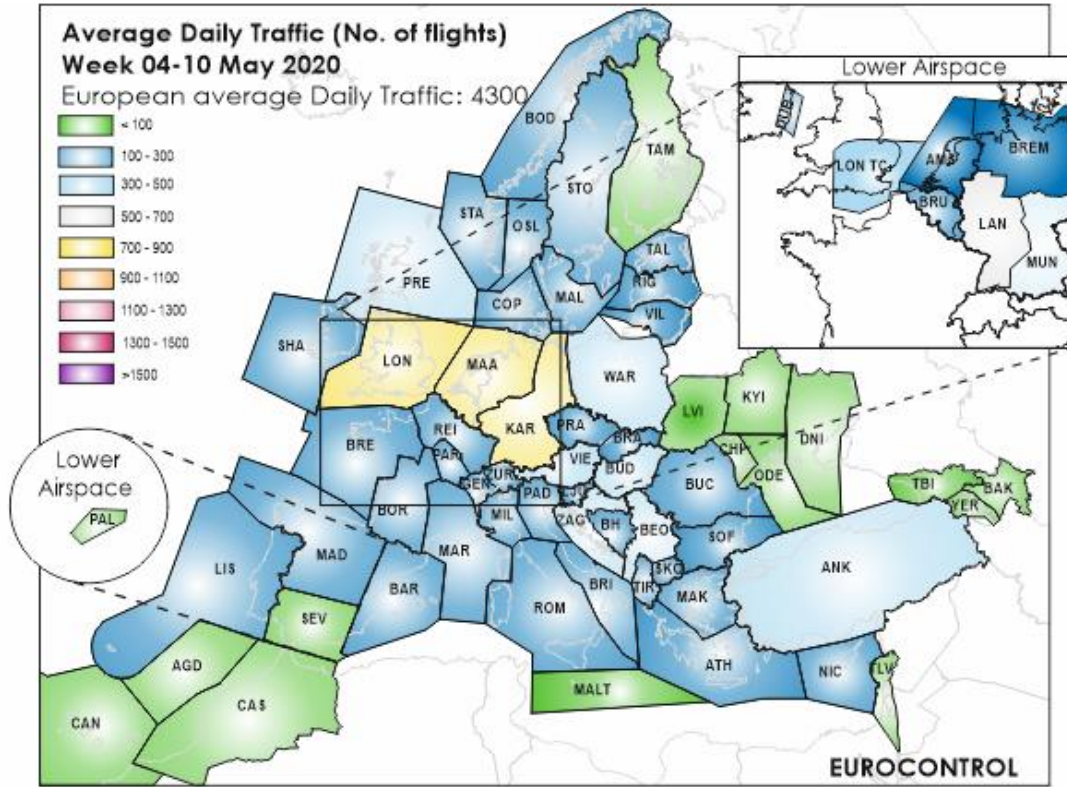 Average Daily Traffic (No. of flights)
Week 04-10 May 2020
European average Daily Traffic: 4300
< 100
100 - 300
300 - 500
500 - 700
700 - 900
900 - 1100
1100 - 1300
1300 - 1500
>1500
Lower Airspace
DUB
LON TC
AMS
BREM
BRU
LAN
MUN
BOD
TAM
STO
STA
OSL
TAL
PRE
RIG
COP
MAL
VIL
SHA
LON
MAA
WAR
KYI
LVI
KAR
PRA
REI
BRE
BRA
DNI
CHP
PAR
VIE
BUD
ODE
ZUR
GEN
BUC
TBI
BAK
YER
Lower
Airspace
PAL
PAD
LJU
BOR
MIL
ZAG
BH
BEO
SOF
LIS
MAD
MAR
SKO
ANK
BAR
BRI
TIR
MAK
ROM
SEV
AGD
ATH
NIC
TLV
MALT
CAN
CAS
EUROCONTROL